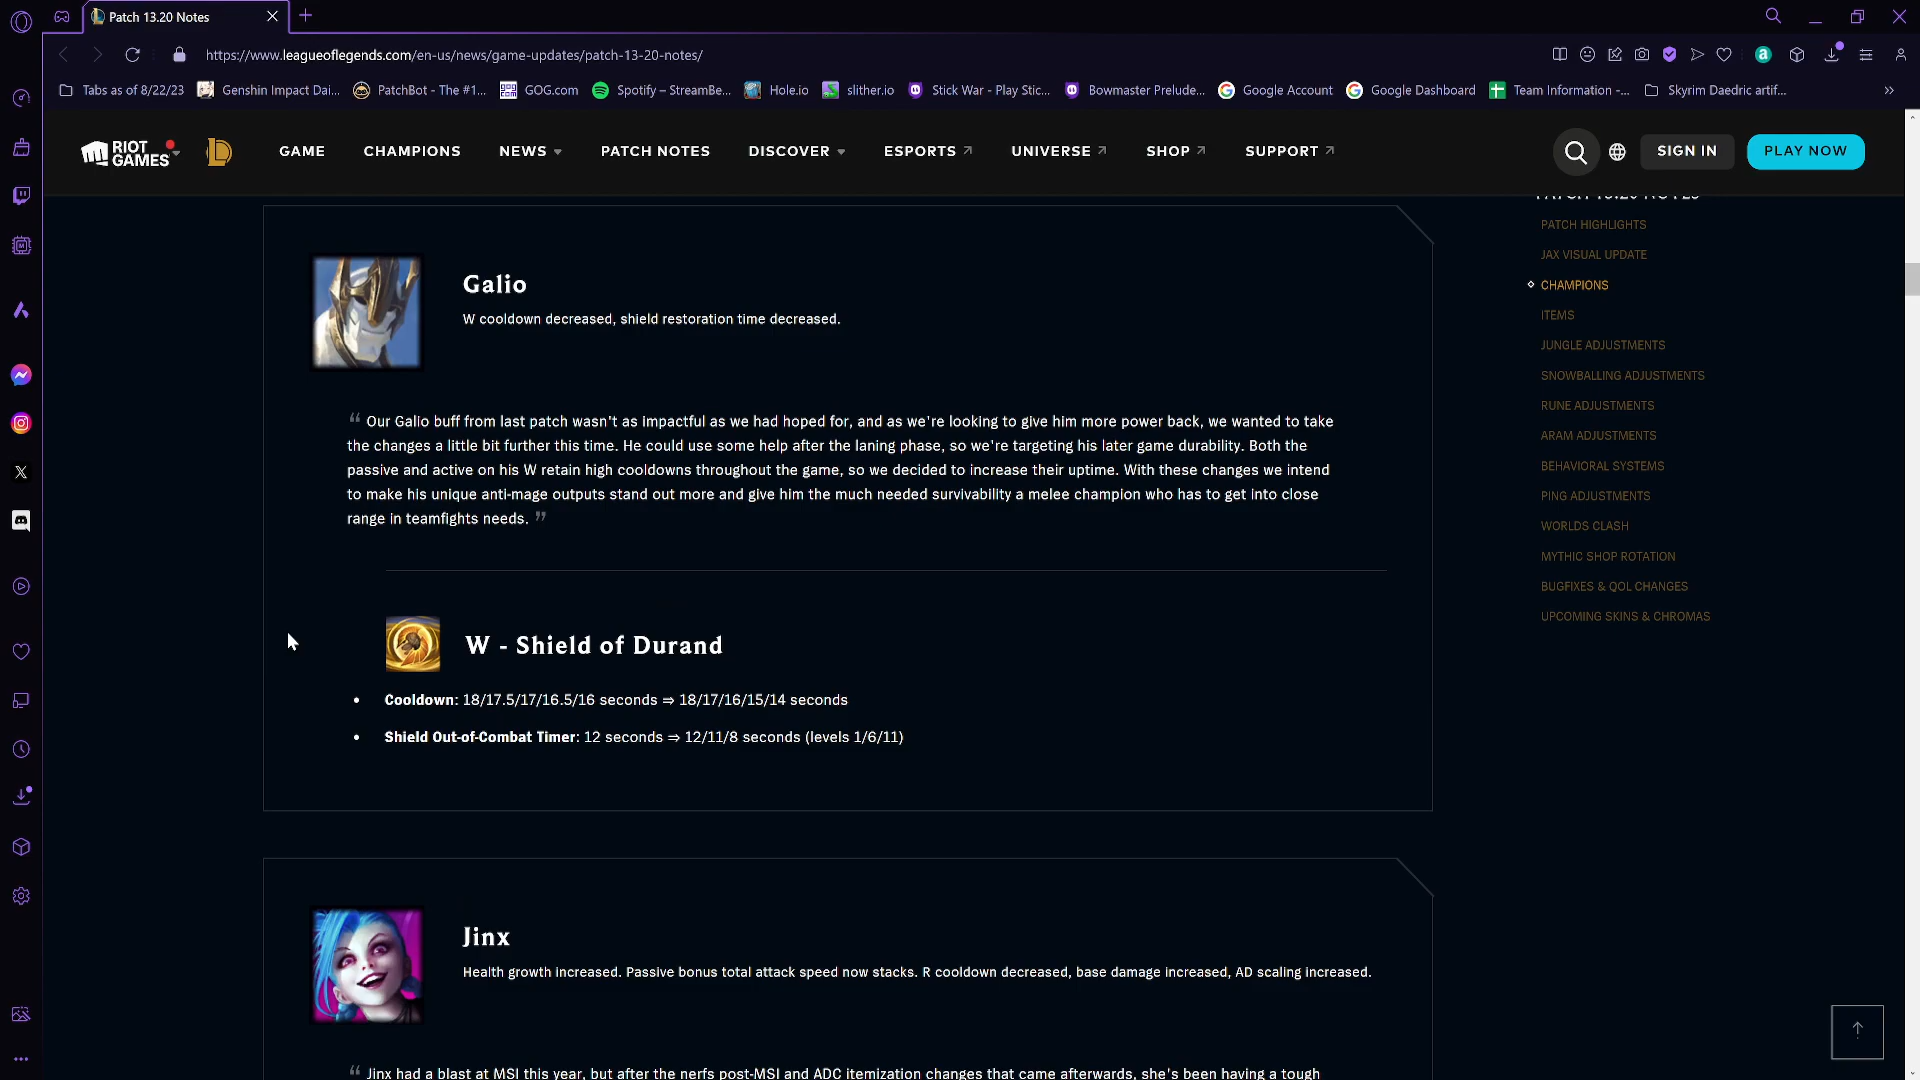 Patch 13.20 Notes
https://www.leagueoflegends.com/en-us/news/game-updates/patch-13-20-notes/
Tabs as of 8/22/23
Genshin Impact Dai...
PatchBot - The #1...
GOG.com
Spotify – StreamBe...
Hole.io
slither.io
Stick War - Play Stic...
Bowmaster Prelude...
Google Account
Google Dashboard
Team Information -...
Skyrim Daedric artif...
RIOT GAMES
GAME
CHAMPIONS
NEWS
PATCH NOTES
DISCOVER
ESPORTS
UNIVERSE
SHOP
SUPPORT
SIGN IN
PLAY NOW
Galio
W cooldown decreased, shield restoration time decreased.
“ Our Galio buff from last patch wasn't as impactful as we had hoped for, and as we're looking to give him more power back, we wanted to take
the changes a little bit further this time. He could use some help after the laning phase, so we're targeting his later game durability. Both the
passive and active on his W retain high cooldowns throughout the game, so we decided to increase their uptime. With these changes we intend
to make his unique anti-mage outputs stand out more and give him the much needed survivability a melee champion who has to get into close
range in teamfights needs. ”
W - Shield of Durand
• Cooldown: 18/17.5/17/16.5/16 seconds ⇒ 18/17/16/15/14 seconds
• Shield Out-of-Combat Timer: 12 seconds ⇒ 12/11/8 seconds (levels 1/6/11)
Jinx
Health growth increased. Passive bonus total attack speed now stacks. R cooldown decreased, base damage increased, AD scaling increased.
“ Jinx had a blast at MSI this year, but after the nerfs post-MSI and ADC itemization changes that came afterwards, she's been having a tough
PATCH 13.20 NOTES
PATCH HIGHLIGHTS
JAX VISUAL UPDATE
CHAMPIONS
ITEMS
JUNGLE ADJUSTMENTS
SNOWBALLING ADJUSTMENTS
RUNE ADJUSTMENTS
ARAM ADJUSTMENTS
BEHAVIORAL SYSTEMS
PING ADJUSTMENTS
WORLDS CLASH
MYTHIC SHOP ROTATION
BUGFIXES & QOL CHANGES
UPCOMING SKINS & CHROMAS